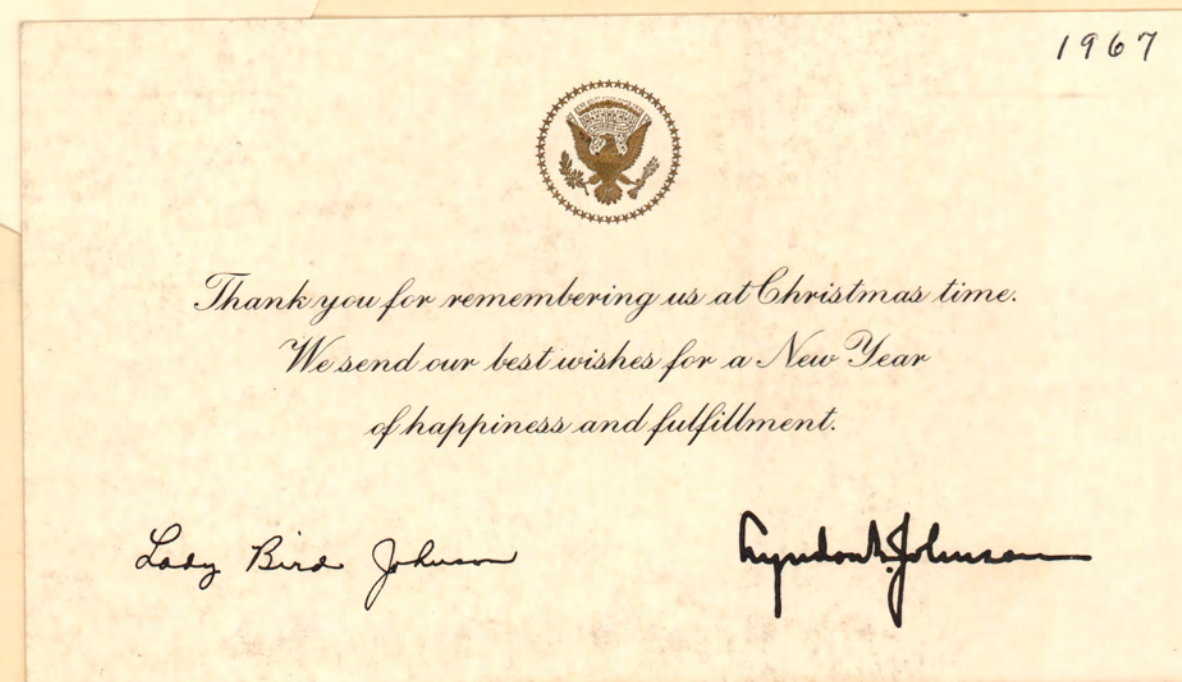 1967
Thank you for remembering us at Christmas time.
We send our best wishes for a New Year
of happiness and fulfillment.
Lady Bird Johnson
Lyndon B. Johnson